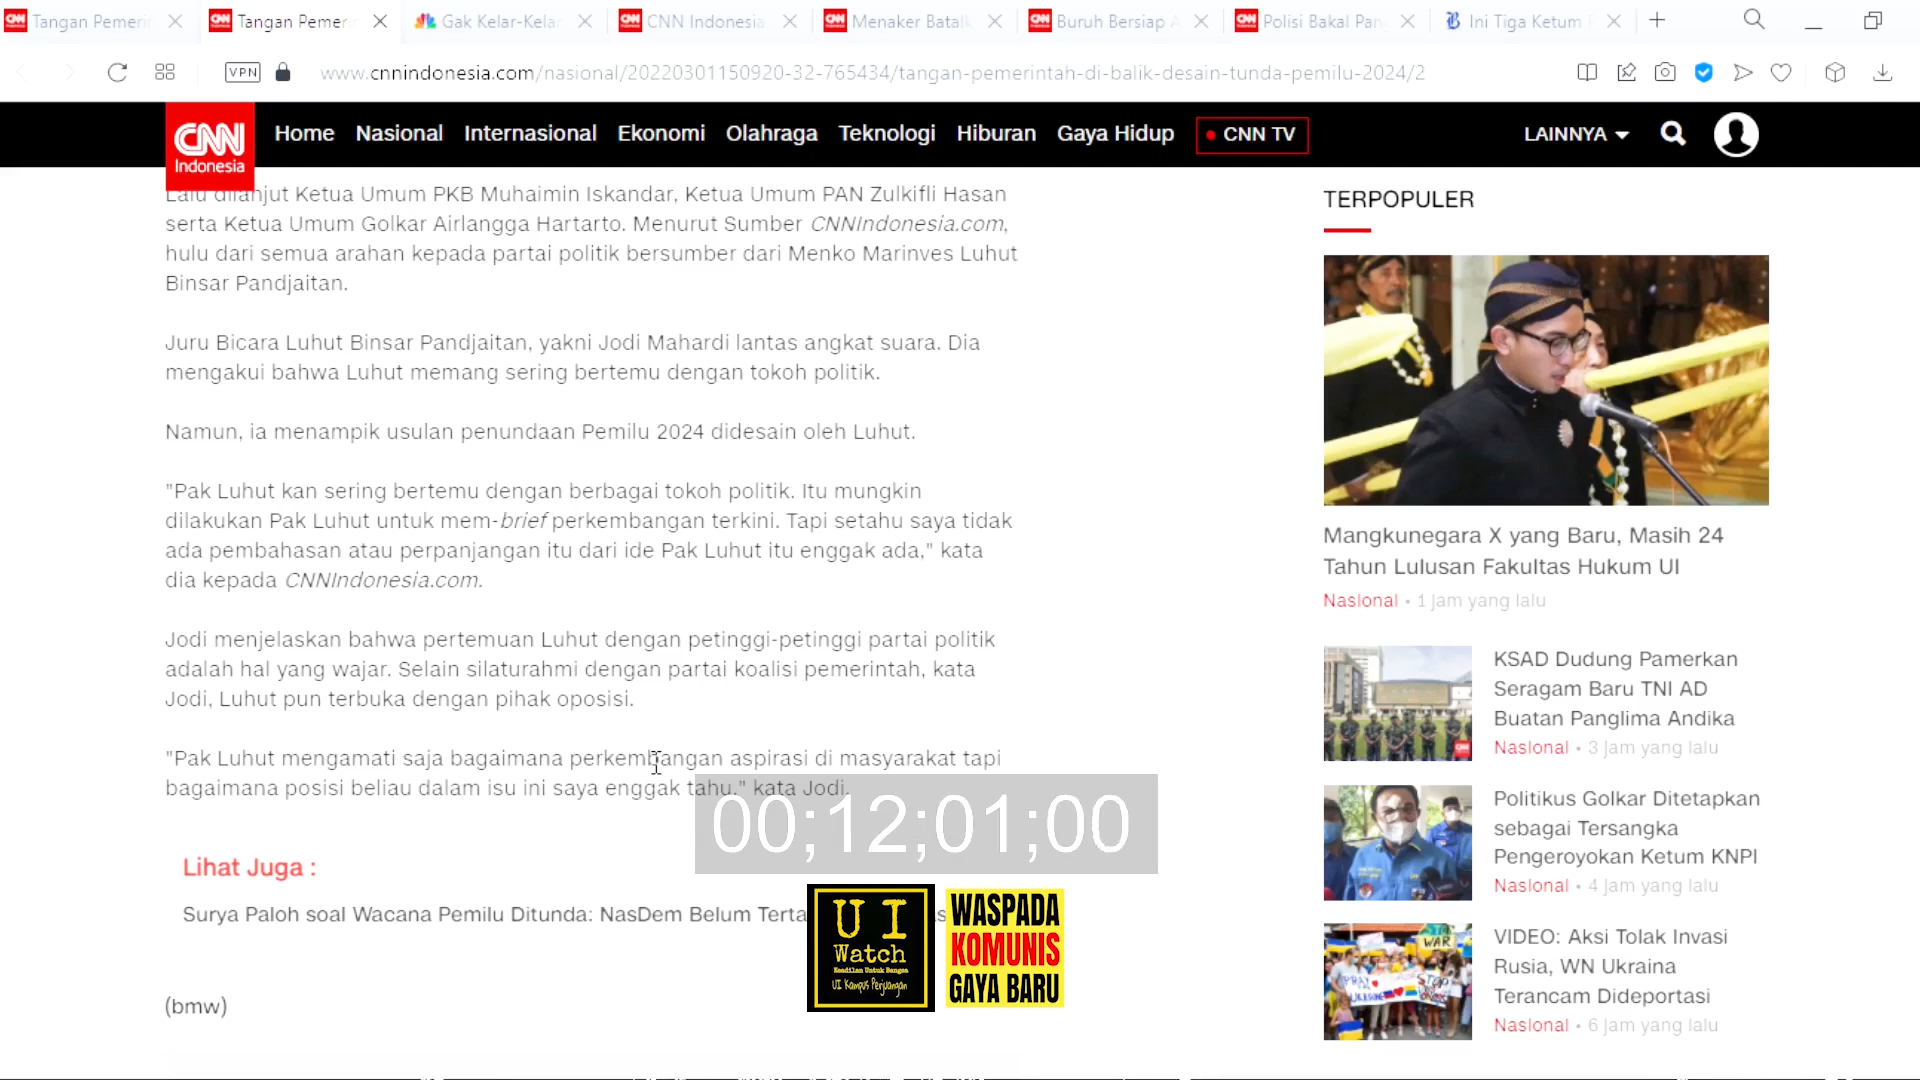 Tangan Pemerin
Tangan Pemer
Gak Kelar-Kela
CNN Indonesia
Menaker Batal
Buruh Bersiap A
Polisi Bakal Pan
Ini Tiga Ketum
VPN
www.cnnindonesia.com/nasional/20220301150920-32-765434/tangan-pemerintah-di-balik-desain-tunda-pemilu-2024/2
CNN
Indonesia
Home Nasional Internasional Ekonomi Olahraga Teknologi Hiburan Gaya Hidup CNN TV LAINNYA
Lalu dilanjut Ketua Umum PKB Muhaimin Iskandar, Ketua Umum PAN Zulkifli Hasan
serta Ketua Umum Golkar Airlangga Hartarto. Menurut Sumber CNNIndonesia.com,
hulu dari semua arahan kepada partai politik bersumber dari Menko Marinves Luhut
Binsar Pandjaitan.
Juru Bicara Luhut Binsar Pandjaitan, yakni Jodi Mahardi lantas angkat suara. Dia
mengakui bahwa Luhut memang sering bertemu dengan tokoh politik.
Namun, ia menampik usulan penundaan Pemilu 2024 didesain oleh Luhut.
"Pak Luhut kan sering bertemu dengan berbagai tokoh politik. Itu mungkin
dilakukan Pak Luhut untuk mem-brief perkembangan terkini. Tapi setahu saya tidak
ada pembahasan atau perpanjangan itu dari ide Pak Luhut itu enggak ada," kata
dia kepada CNNIndonesia.com.
Jodi menjelaskan bahwa pertemuan Luhut dengan petinggi-petinggi partai politik
adalah hal yang wajar. Selain silaturahmi dengan partai koalisi pemerintah, kata
Jodi, Luhut pun terbuka dengan pihak oposisi.
"Pak Luhut mengamati saja bagaimana perkembangan aspirasi di masyarakat tapi
bagaimana posisi beliau dalam isu ini saya enggak tahu." kata Jodi.
00;12;01;00
Lihat Juga :
Surya Paloh soal Wacana Pemilu Ditunda: NasDem Belum Terta
(bmw)
UI
Watch
Keadilan Untuk Bangsa
UI Kampus Perjuangan
WASPADA
KOMUNIS
GAYA BARU
TERPOPULER
Mangkunegara X yang Baru, Masih 24
Tahun Lulusan Fakultas Hukum UI
Nasional • 1 jam yang lalu
KSAD Dudung Pamerkan
Seragam Baru TNI AD
Buatan Panglima Andika
Nasional • 3 jam yang lalu
Politikus Golkar Ditetapkan
sebagai Tersangka
Pengeroyokan Ketum KNPI
Nasional • 4 jam yang lalu
WAR
VIDEO: Aksi Tolak Invasi
Rusia, WN Ukraina
Terancam Dideportasi
Nasional • 6 jam yang lalu